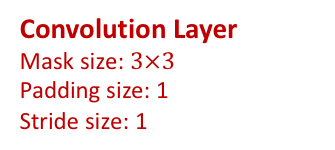 Convolution Layer
Mask size: 3×3
Padding size: 1
Stride size: 1